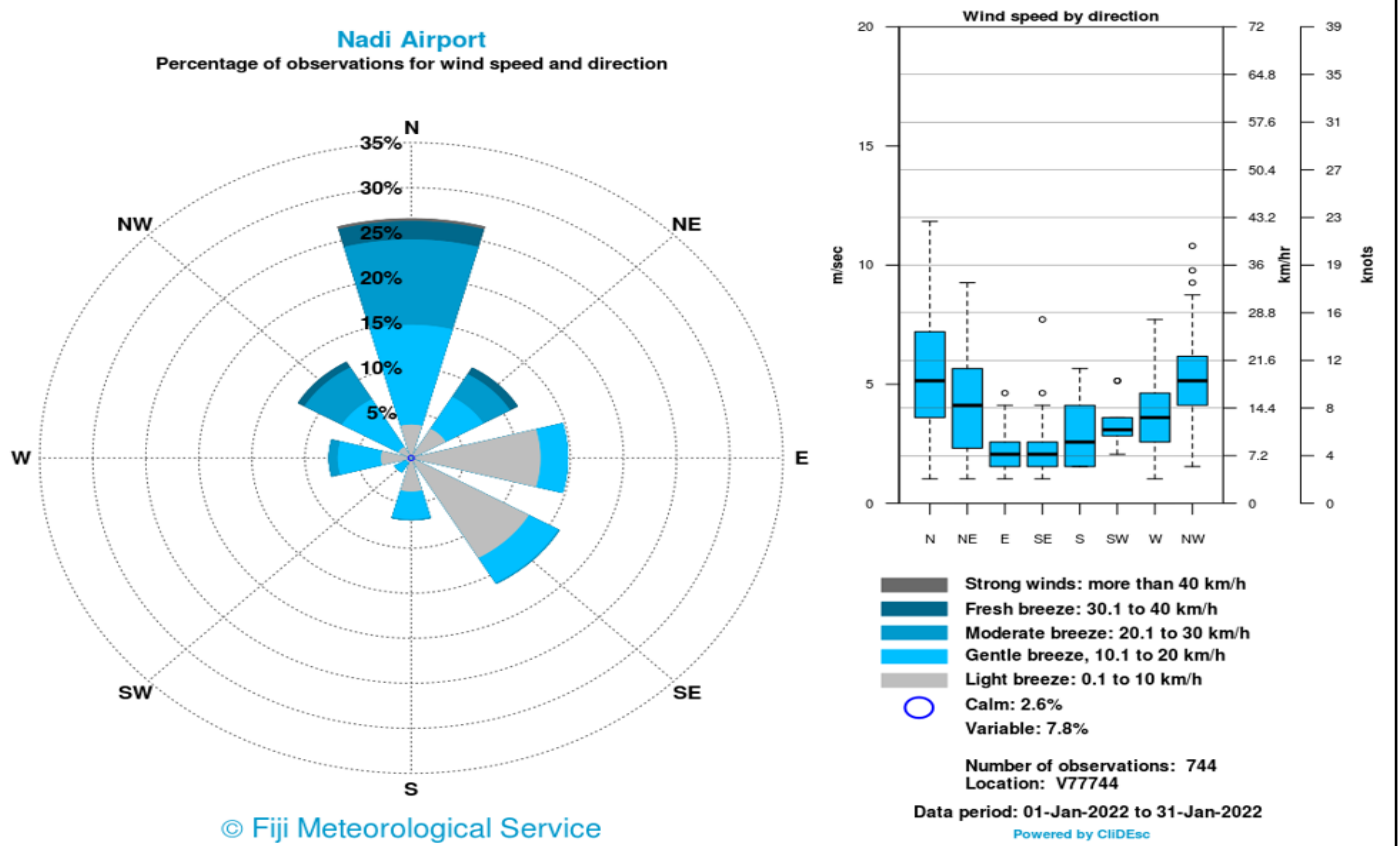 Nadi Airport
Percentage of observations for wind speed and direction
N
NE
E
SE
S
SW
W
NW
35%
30%
25%
20%
15%
10%
5%
© Fiji Meteorological Service
Wind speed by direction
m/sec
20
15
10
5
0
km/hr
72
64.8
57.6
50.4
43.2
36
28.8
21.6
14.4
7.2
0
knots
39
35
31
27
23
19
16
12
8
4
0
N NE E SE S SW W NW
Strong winds: more than 40 km/h
Fresh breeze: 30.1 to 40 km/h
Moderate breeze: 20.1 to 30 km/h
Gentle breeze, 10.1 to 20 km/h
Light breeze: 0.1 to 10 km/h
Calm: 2.6%
Variable: 7.8%
Number of observations: 744
Location: V77744
Data period: 01-Jan-2022 to 31-Jan-2022
Powered by CliDEsc